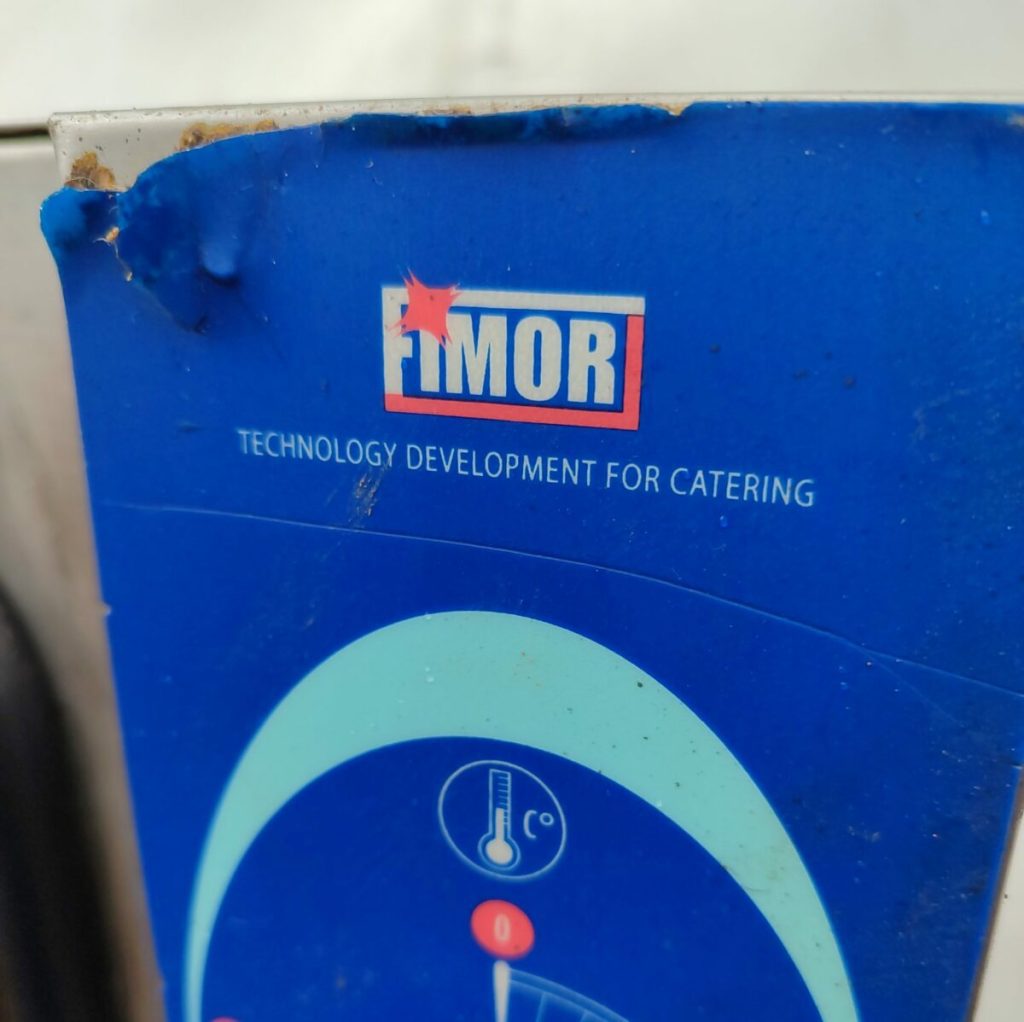 FIMOR
TECHNOLOGY DEVELOPMENT FOR CATERING
C°
0